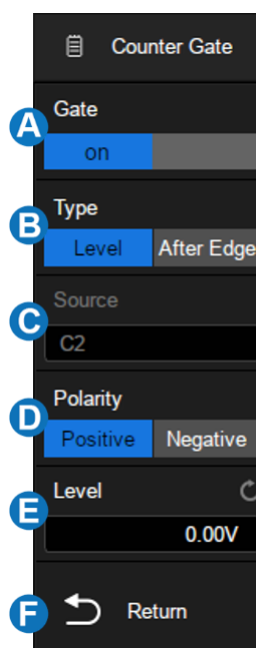 Counter Gate
A
Gate
on
B
Type
Level After Edge
C
Source
C2
D
Polarity
Positive Negative
E
Level
0.00V
F
Return